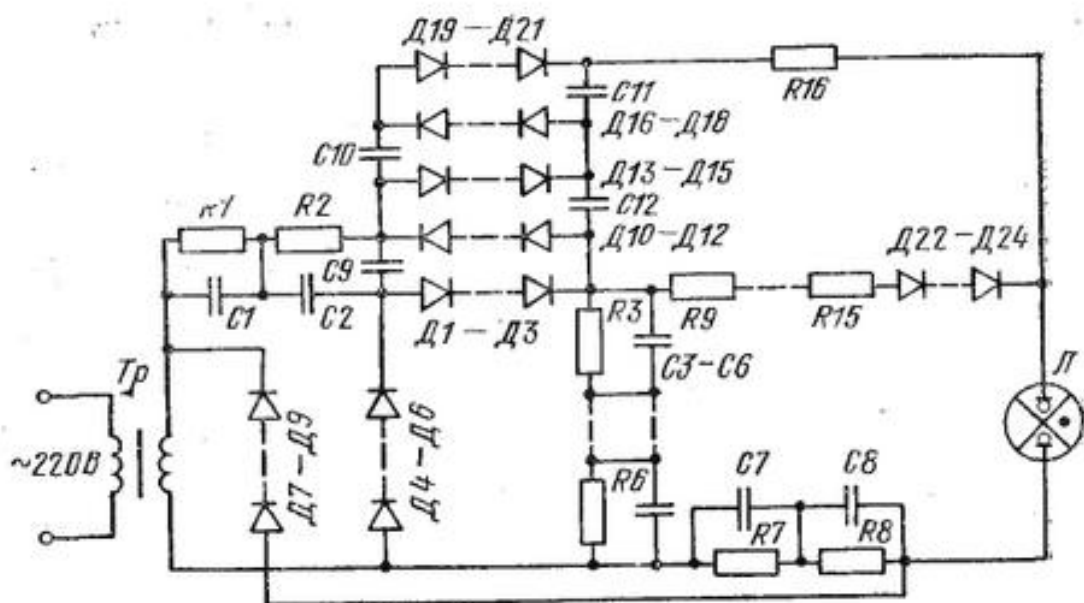 Д19—Д21
R16
C11
Д16—Д18
C10
Д13—Д15
C12
R1
R2
Д10—Д12
Д22—Д24
C9
C1
C2
Д1—Д3
R3
R9
R15
C3—C6
Тр
Л
~220В
Д7—Д9
Д4—Д6
R6
C7
C8
R7
R8